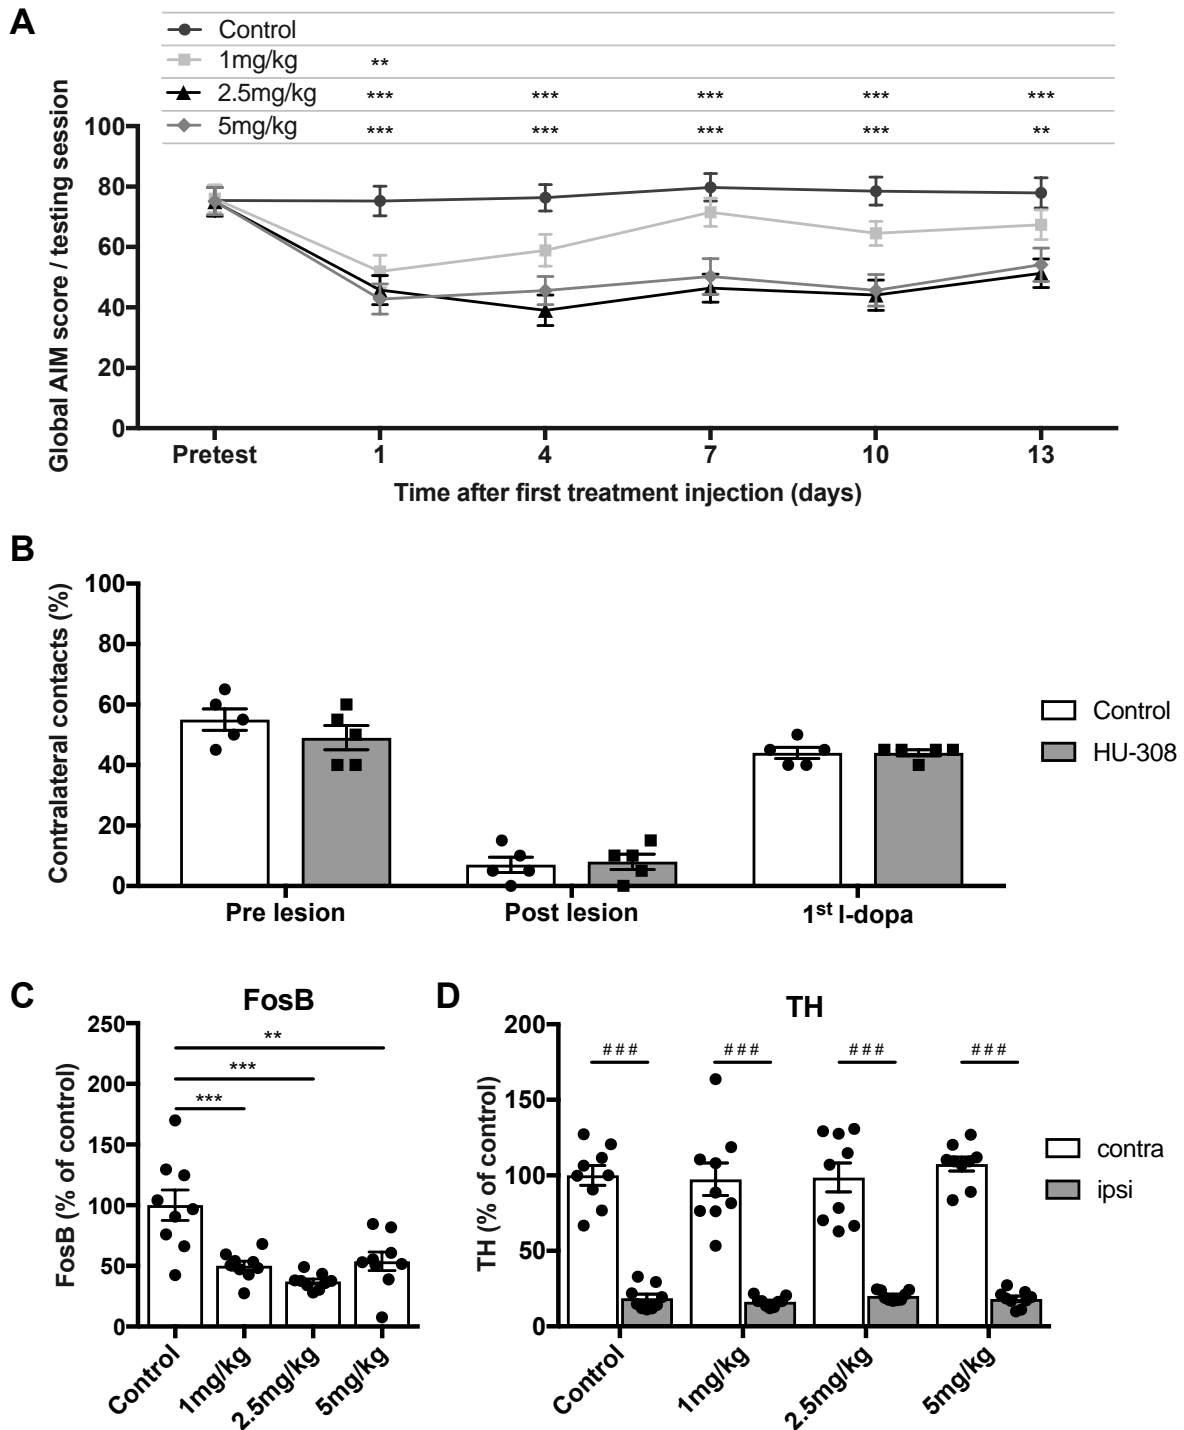 A
Control
1mg/kg **
2.5mg/kg *** *** *** *** ***
5mg/kg *** *** *** *** **
Global AIM score / testing session
100
80
60
40
20
0
Pretest 1 4 7 10 13
Time after first treatment injection (days)
B
Contralateral contacts (%)
100
80
60
40
20
0
Pre lesion Post lesion 1st l-dopa
Control
HU-308
C
FosB
FosB (% of control)
250
200
150
100
50
0
**
***
***
Control 1mg/kg 2.5mg/kg 5mg/kg
D
TH
TH (% of control)
200
150
100
50
0
### ### ### ###
Control 1mg/kg 2.5mg/kg 5mg/kg
contra
ipsi